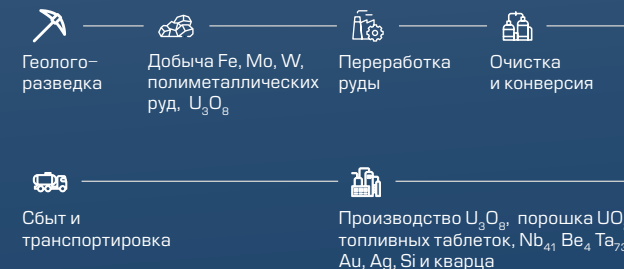 Геолого-
разведка
Добыча Fe, Mo, W,
полиметаллических
руд, U₃O₈
Переработка
руды
Очистка
и конверсия
Сбыт и
транспортировка
Производство U₃O₈, порошка UO₂
топливных таблеток, Nb₄₁ Be₄ Ta₇₃
Au, Ag, Si и кварца